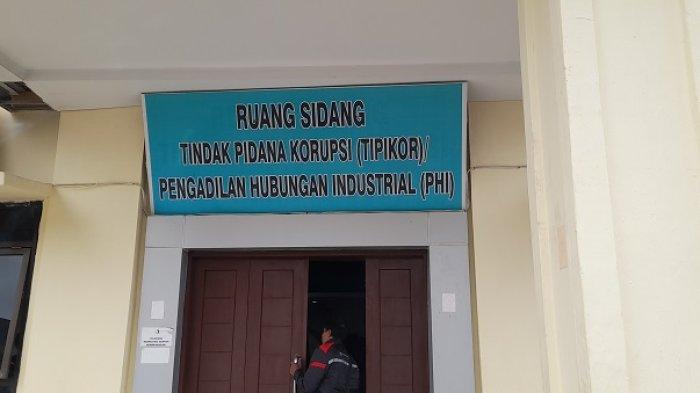 RUANG SIDANG
TINDAK PIDANA KORUPSI (TIPIKOR)/
PENGADILAN HUBUNGAN INDUSTRIAL (PHI)